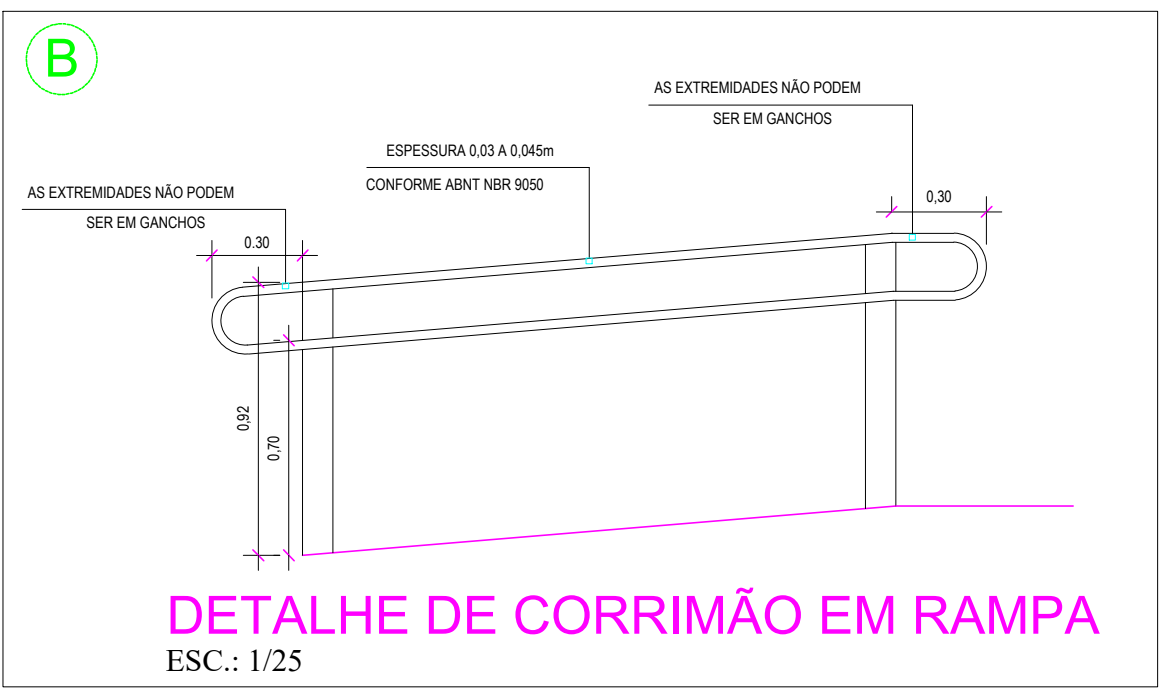 B
AS EXTREMIDADES NÃO PODEM
SER EM GANCHOS
ESPESSURA 0,03 A 0,045m
CONFORME ABNT NBR 9050
AS EXTREMIDADES NÃO PODEM
SER EM GANCHOS
0,30
0.30
0,92
0,70
DETALHE DE CORRIMÃO EM RAMPA
ESC.: 1/25